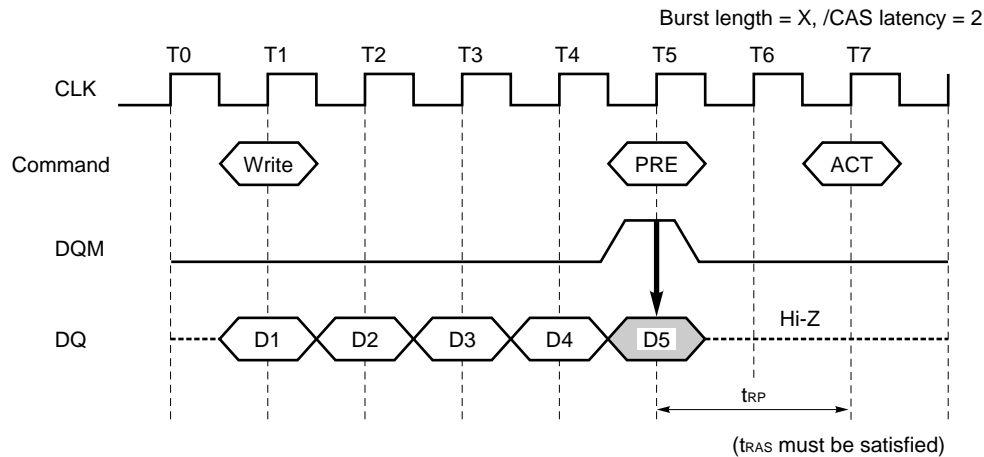 Burst length = X, /CAS latency = 2
T0 T1 T2 T3 T4 T5 T6 T7
CLK
Command Write PRE ACT
DQM
DQ D1 D2 D3 D4 D5 Hi-Z
tRP
(tRAS must be satisfied)